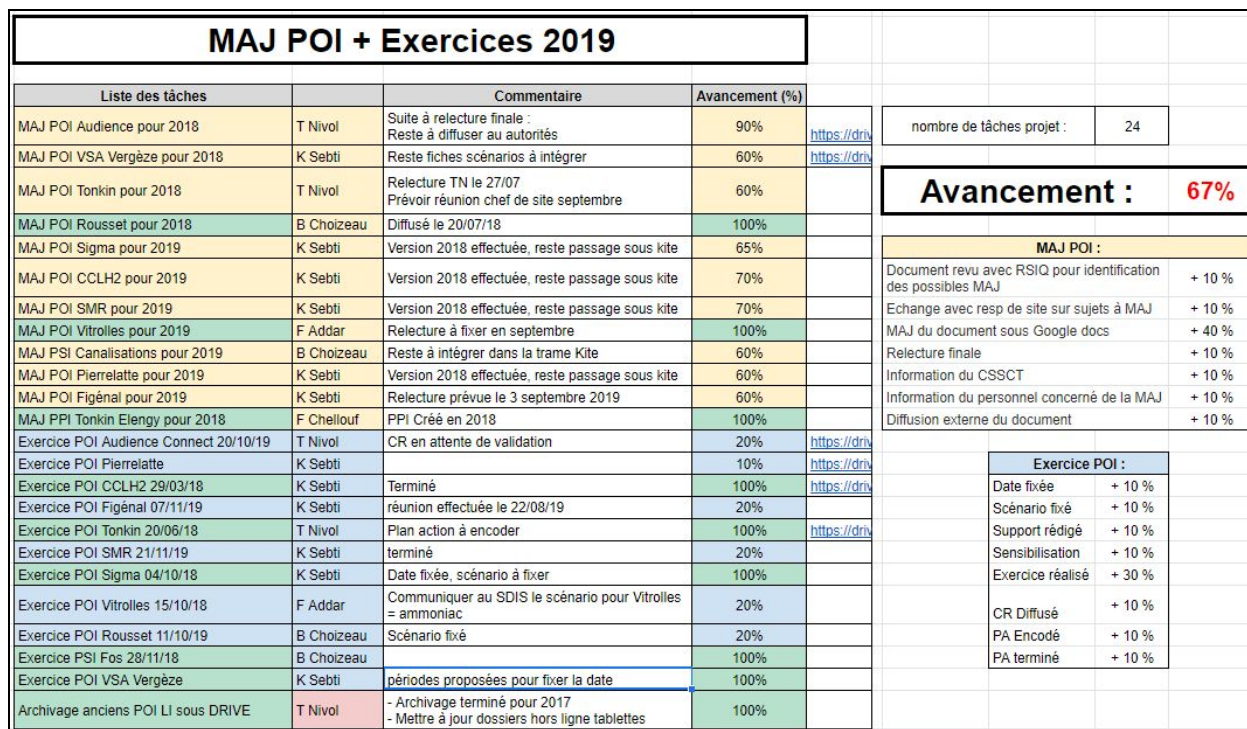 MAJ POI + Exercices 2019
Liste des tâches Commentaire Avancement (%)
MAJ POI Audience pour 2018 T Nivol Suite à relecture finale :
Reste à diffuser au autorités 90% https://driv
MAJ POI VSA Vergèze pour 2018 K Sebti Reste fiches scénarios à intégrer 60% https://driv
MAJ POI Tonkin pour 2018 T Nivol Relecture TN le 27/07
Prévoir réunion chef de site septembre 60%
MAJ POI Rousset pour 2018 B Choizeau Diffusé le 20/07/18 100%
MAJ POI Sigma pour 2019 K Sebti Version 2018 effectuée, reste passage sous kite 65%
MAJ POI CCLH2 pour 2019 K Sebti Version 2018 effectuée, reste passage sous kite 70%
MAJ POI SMR pour 2019 K Sebti Version 2018 effectuée, reste passage sous kite 70%
MAJ POI Vitrolles pour 2019 F Addar Relecture à fixer en septembre 100%
MAJ PSI Canalisations pour 2019 B Choizeau Reste à intégrer dans la trame Kite 60%
MAJ POI Pierrelatte pour 2019 K Sebti Version 2018 effectuée, reste passage sous kite 60%
MAJ POI Figénal pour 2019 K Sebti Relecture prévue le 3 septembre 2019 60%
MAJ PPI Tonkin Elengy pour 2018 F Chellouf PPI Créé en 2018 100%
Exercice POI Audience Connect 20/10/19 T Nivol CR en attente de validation 20% https://driv
Exercice POI Pierrelatte K Sebti 10% https://driv
Exercice POI CCLH2 29/03/18 K Sebti Terminé 100% https://driv
Exercice POI Figénal 07/11/19 K Sebti réunion effectuée le 22/08/19 20%
Exercice POI Tonkin 20/06/18 T Nivol Plan action à encoder 100% https://driv
Exercice POI SMR 21/11/19 K Sebti terminé 20%
Exercice POI Sigma 04/10/18 K Sebti Date fixée, scénario à fixer 100%
Exercice POI Vitrolles 15/10/18 F Addar Communiquer au SDIS le scénario pour Vitrolles
= ammoniac 20%
Exercice POI Rousset 11/10/19 B Choizeau Scénario fixé 20%
Exercice PSI Fos 28/11/18 B Choizeau 100%
Exercice POI VSA Vergèze K Sebti périodes proposées pour fixer la date 100%
Archivage anciens POI LI sous DRIVE T Nivol - Archivage terminé pour 2017
- Mettre à jour dossiers hors ligne tablettes 100%
nombre de tâches projet : 24
Avancement : 67%
MAJ POI :
Document revu avec RSIQ pour identification
des possibles MAJ + 10 %
Echange avec resp de site sur sujets à MAJ + 10 %
MAJ du document sous Google docs + 40 %
Relecture finale + 10 %
Information du CSSCT + 10 %
Information du personnel concerné de la MAJ + 10 %
Diffusion externe du document + 10 %
Exercice POI :
Date fixée + 10 %
Scénario fixé + 10 %
Support rédigé + 10 %
Sensibilisation + 10 %
Exercice réalisé + 30 %
CR Diffusé + 10 %
PA Encodé + 10 %
PA terminé + 10 %